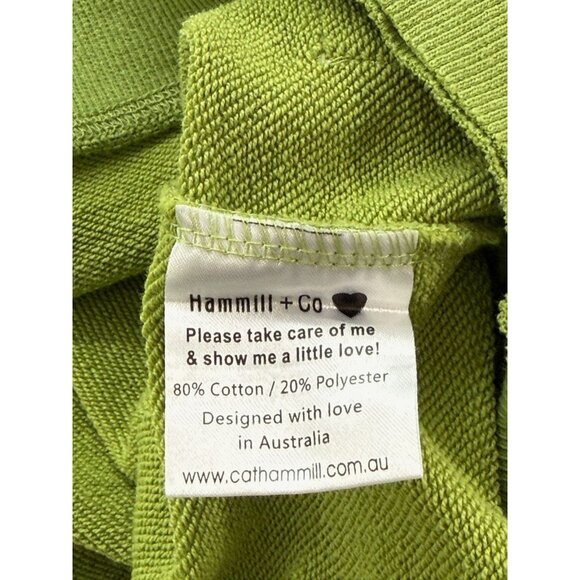 Hammill + Co
Please take care of me
& show me a little love!
80% Cotton / 20% Polyester
Designed with love
in Australia
www.cathammill.com.au